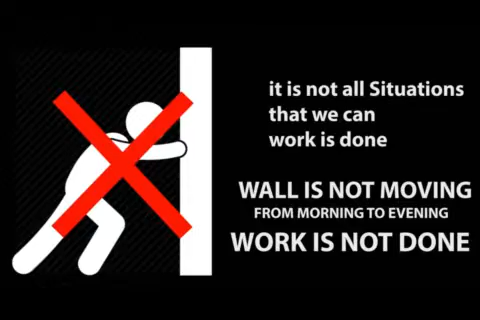 it is not all Situations
that we can
work is done
WALL IS NOT MOVING
FROM MORNING TO EVENING
WORK IS NOT DONE